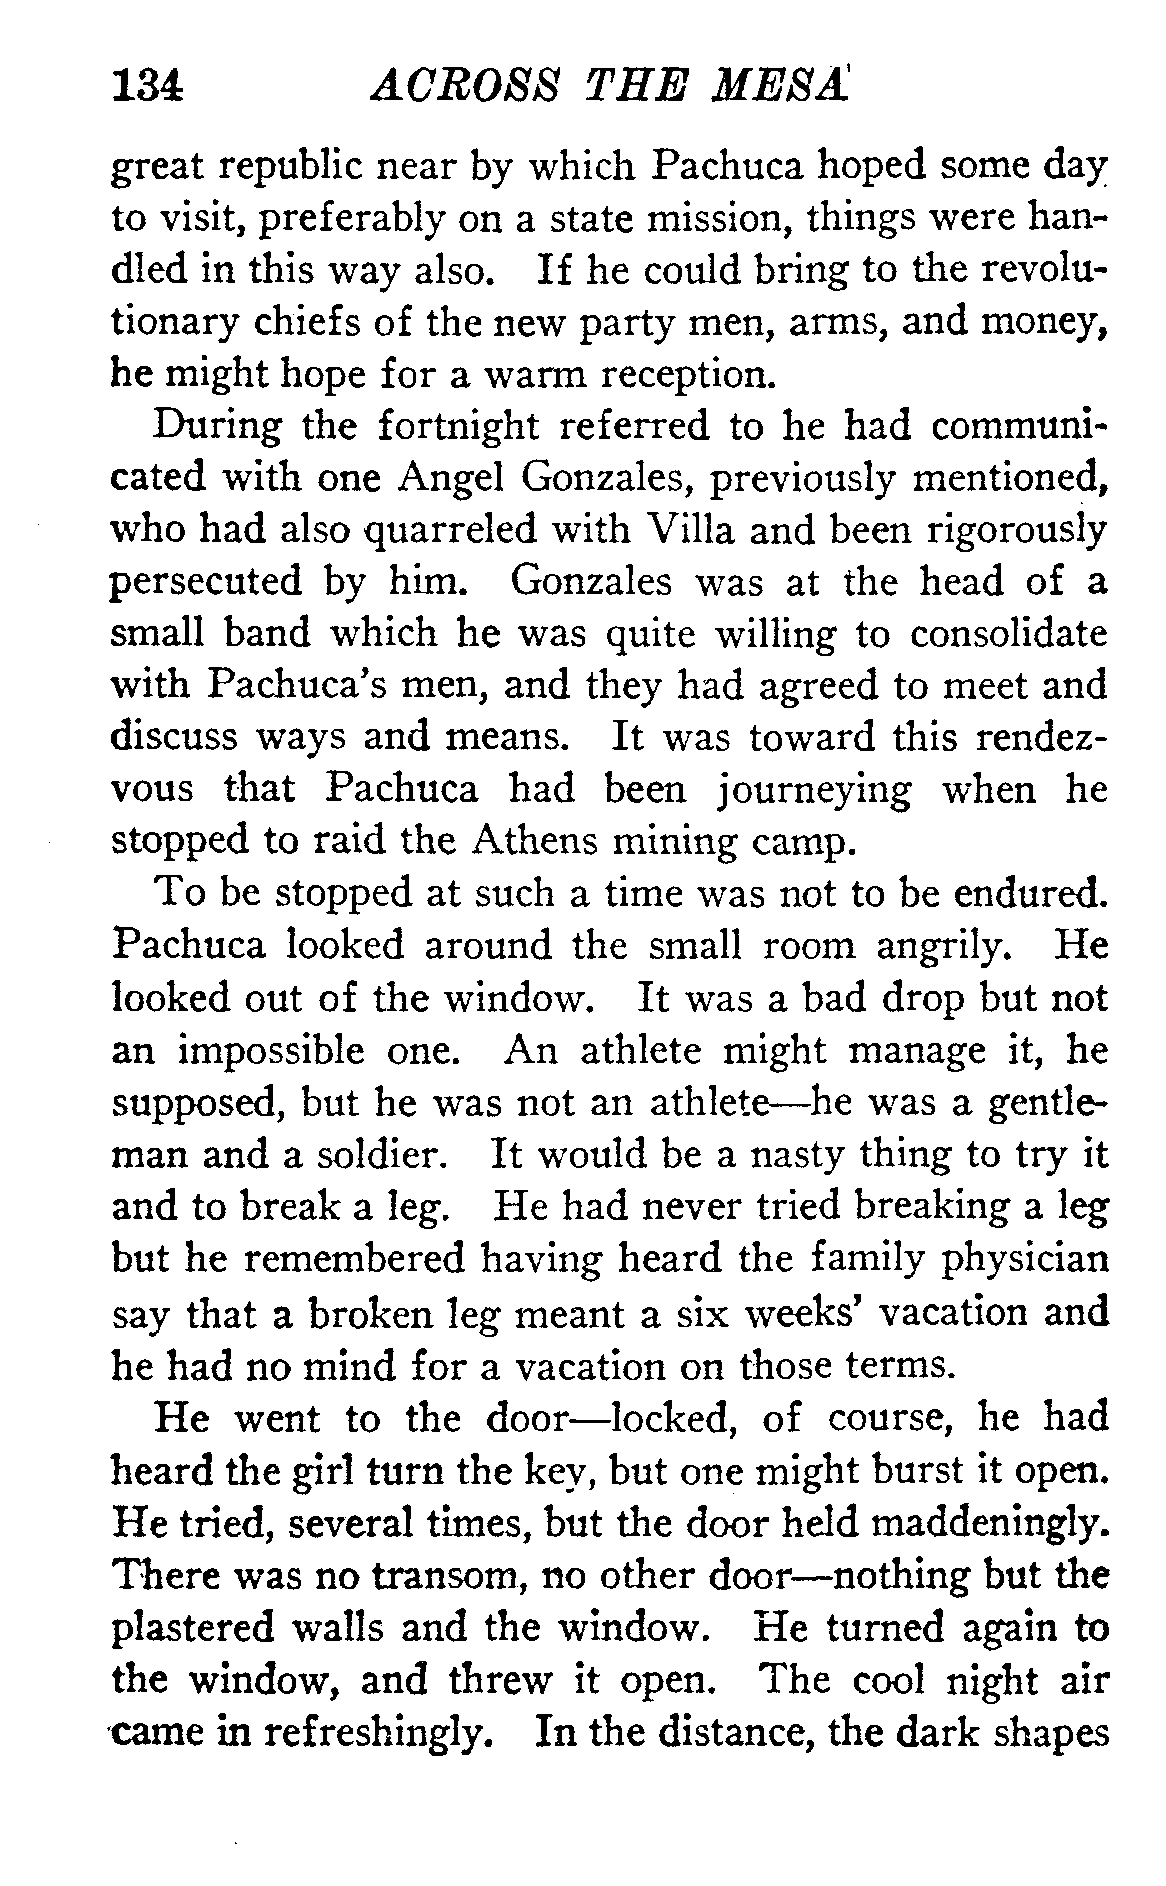 134 ACROSS THE MESA
great republic near by which Pachuca hoped some day
to visit, preferably on a state mission, things were han-
dled in this way also. If he could bring to the revolu-
tionary chiefs of the new party men, arms, and money,
he might hope for a warm reception.
During the fortnight referred to he had communi-
cated with one Angel Gonzales, previously mentioned,
who had also quarreled with Villa and been rigorously
persecuted by him. Gonzales was at the head of a
small band which he was quite willing to consolidate
with Pachuca's men, and they had agreed to meet and
discuss ways and means. It was toward this rendez-
vous that Pachuca had been journeying when he
stopped to raid the Athens mining camp.
To be stopped at such a time was not to be endured.
Pachuca looked around the small room angrily. He
looked out of the window. It was a bad drop but not
an impossible one. An athlete might manage it, he
supposed, but he was not an athlete—he was a gentle-
man and a soldier. It would be a nasty thing to try it
and to break a leg. He had never tried breaking a leg
but he remembered having heard the family physician
say that a broken leg meant a six weeks' vacation and
he had no mind for a vacation on those terms.
He went to the door—locked, of course, he had
heard the girl turn the key, but one might burst it open.
He tried, several times, but the door held maddeningly.
There was no transom, no other door—nothing but the
plastered walls and the window. He turned again to
the window, and threw it open. The cool night air
came in refreshingly. In the distance, the dark shapes